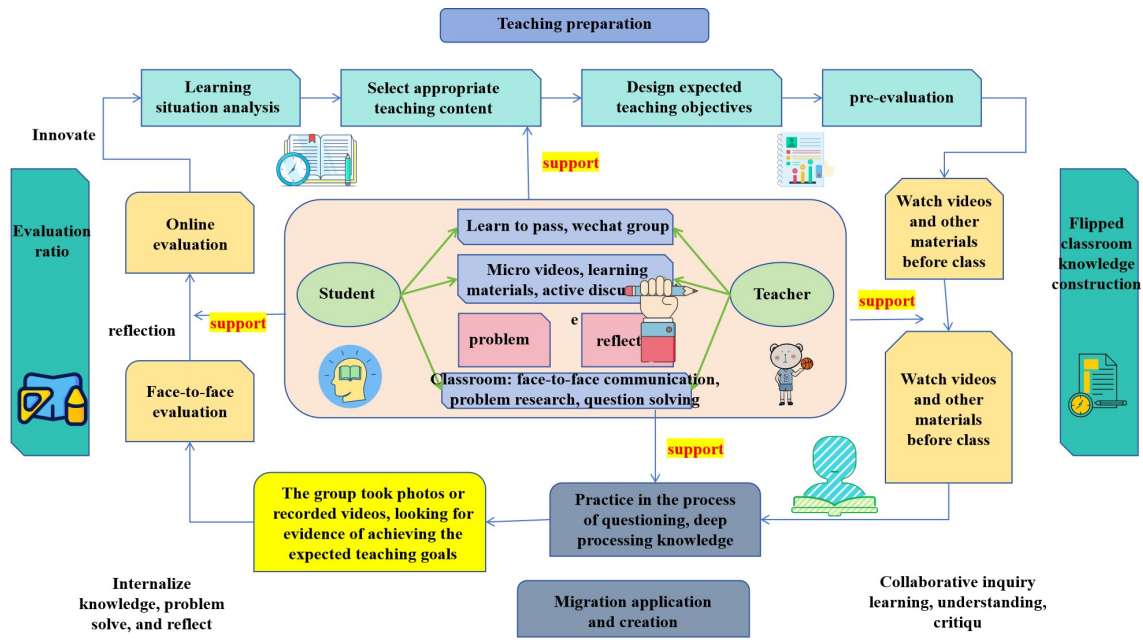 Teaching preparation
Learning
situation analysis
Select appropriate
teaching content
Design expected
teaching objectives
pre-evaluation
Innovate
support
Evaluation
ratio
Online
evaluation
Learn to pass, wechat group
Watch videos
and other
materials
before class
Flipped
classroom
knowledge
construction
Student
Micro videos, learning
materials, active discu
e
Teacher
support
reflection
support
problem
reflect
Face-to-face
evaluation
Classroom: face-to-face communication,
problem research, question solving
Watch videos
and other
materials
before class
support
The group took photos or
recorded videos, looking for
evidence of achieving the
expected teaching goals
Practice in the process
of questioning, deep
processing knowledge
Internalize
knowledge, problem
solve, and reflect
Migration application
and creation
Collaborative inquiry
learning, understanding,
critiqu